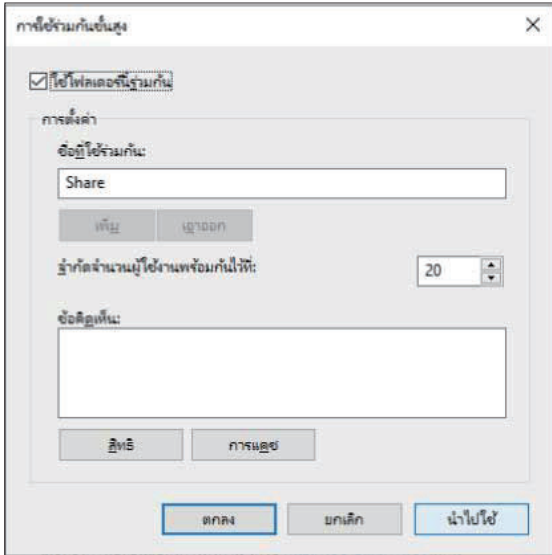 การใช้ร่วมกันขั้นสูง
ใช้โฟลเดอร์นี้ร่วมกัน
การตั้งค่า
ชื่อที่ใช้ร่วมกัน:
Share
เพิ่ม เอาออก
จำกัดจำนวนผู้ใช้งานพร้อมกันไว้ที่: 20
ข้อคิดเห็น:
สิทธิ การแคช
ตกลง ยกเลิก นำไปใช้